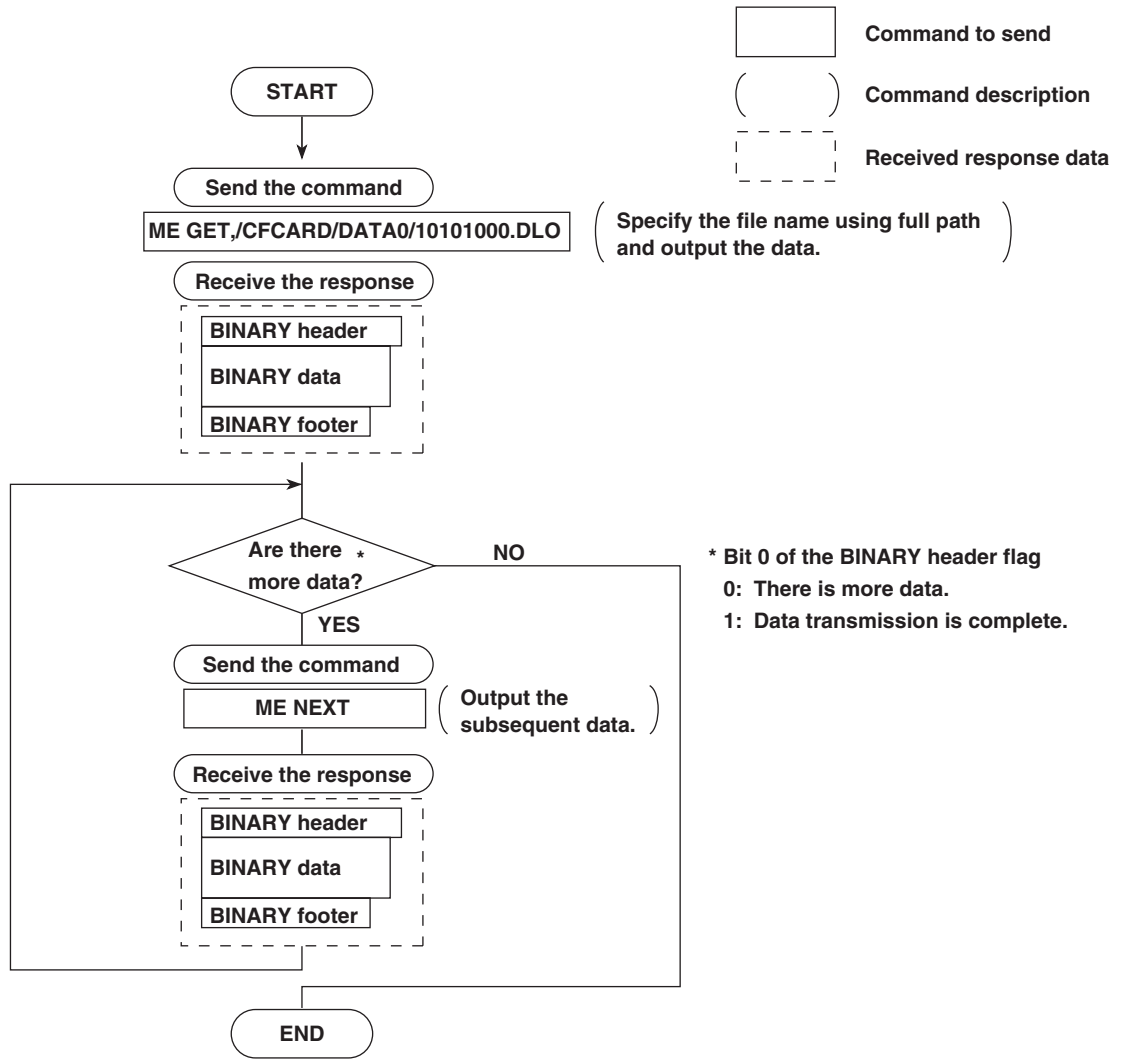 Command to send
Command description
Received response data
START
Send the command
ME GET,/CFCARD/DATA0/10101000.DLO
Specify the file name using full path
and output the data.
Receive the response
BINARY header
BINARY data
BINARY footer
Are there *
more data?
NO
YES
* Bit 0 of the BINARY header flag
0: There is more data.
1: Data transmission is complete.
Send the command
ME NEXT
Output the
subsequent data.
Receive the response
BINARY header
BINARY data
BINARY footer
END